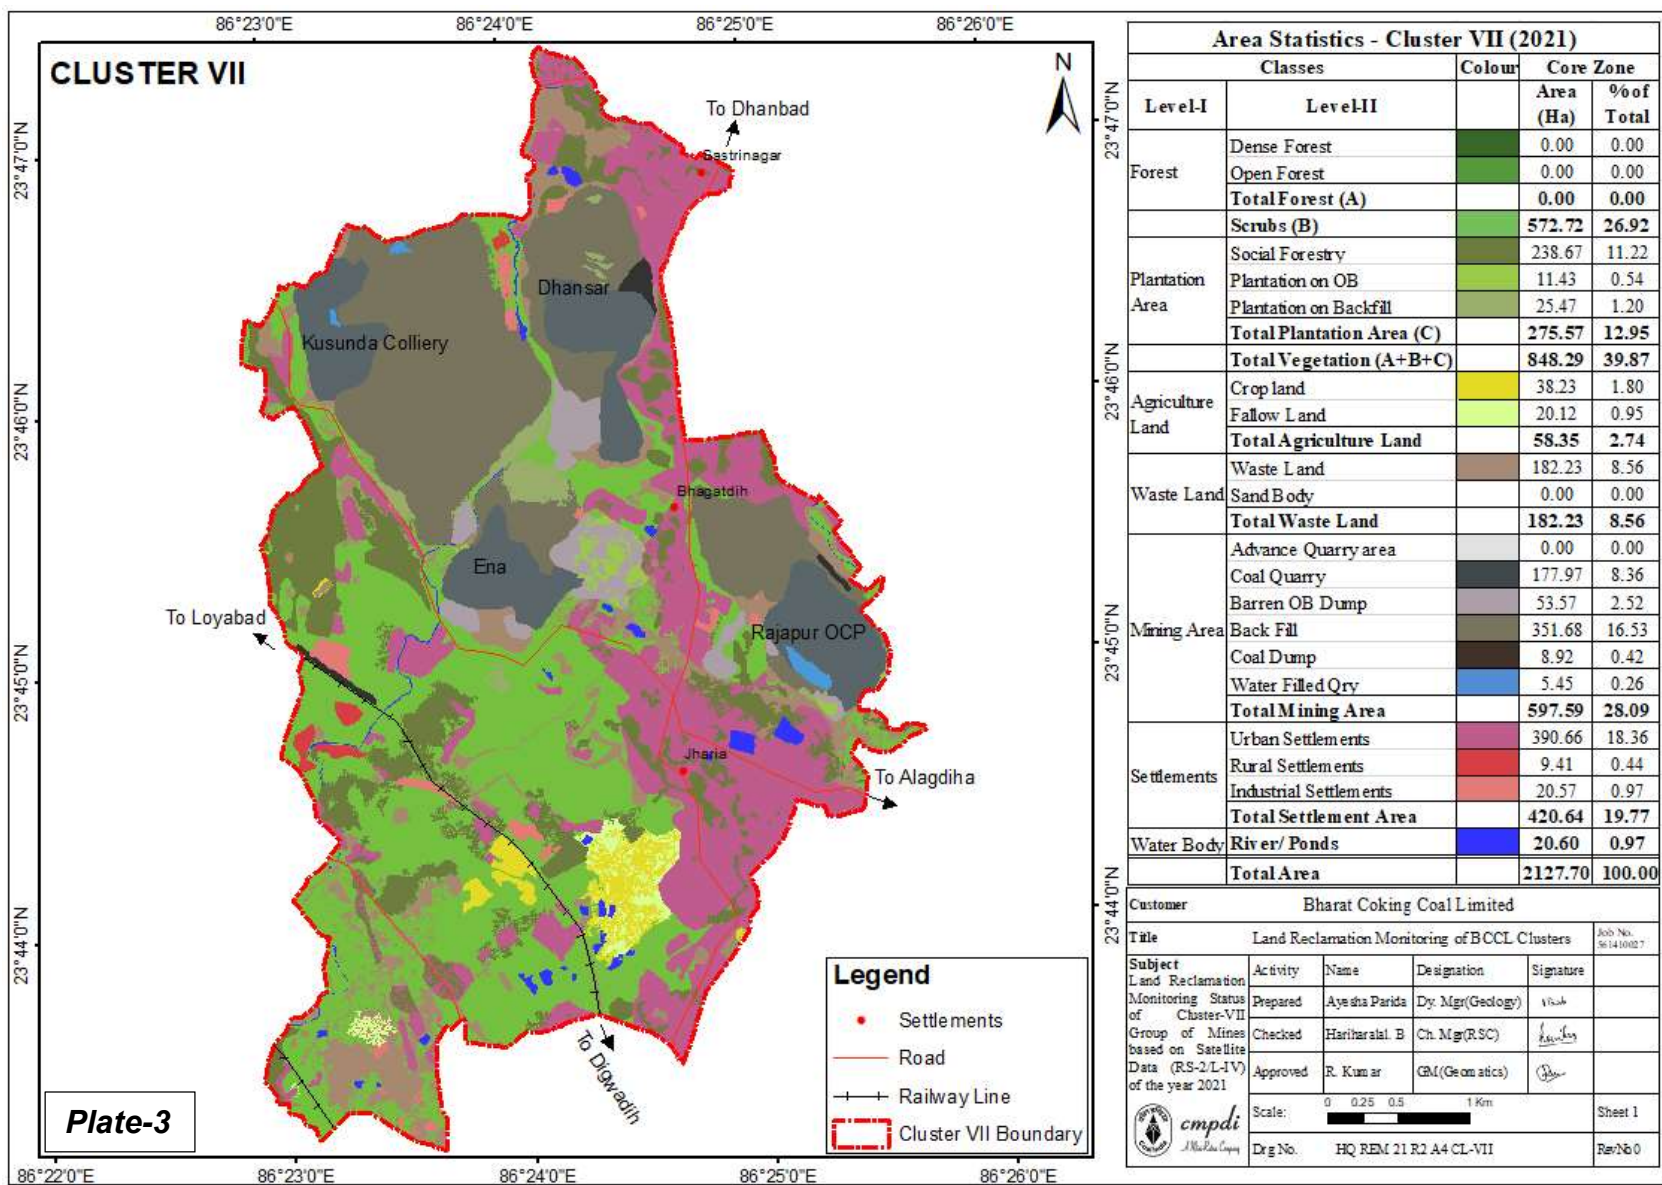 86°23'0"E 86°24'0"E 86°25'0"E 86°26'0"E
CLUSTER VII
N
To Dhanbad
Sastrinagar
Dhansar
Kusunda Colliery
Bhagatdih
Ena
To Loyabad
Rajapur OCP
Jharia
To Alagdiha
To Digwadih
23°47'0"N
23°46'0"N
23°45'0"N
23°44'0"N
23°47'0"N
23°46'0"N
23°45'0"N
23°44'0"N
Legend
Settlements
Road
Railway Line
Cluster VII Boundary
Plate-3
86°22'0"E 86°23'0"E 86°24'0"E 86°25'0"E 86°26'0"E
Area Statistics - Cluster VII (2021)
Classes Colour Core Zone
Level-I Level-II Area (Ha) % of Total
Forest
Dense Forest 0.00 0.00
Open Forest 0.00 0.00
Total Forest (A) 0.00 0.00
Scrubs (B) 572.72 26.92
Plantation Area
Social Forestry 238.67 11.22
Plantation on OB 11.43 0.54
Plantation on Backfill 25.47 1.20
Total Plantation Area (C) 275.57 12.95
Total Vegetation (A+B+C) 848.29 39.87
Agriculture Land
Crop land 38.23 1.80
Fallow Land 20.12 0.95
Total Agriculture Land 58.35 2.74
Waste Land
Waste Land 182.23 8.56
Sand Body 0.00 0.00
Total Waste Land 182.23 8.56
Mining Area
Advance Quarry area 0.00 0.00
Coal Quarry 177.97 8.36
Barren OB Dump 53.57 2.52
Back Fill 351.68 16.53
Coal Dump 8.92 0.42
Water Filled Qry 5.45 0.26
Total Mining Area 597.59 28.09
Settlements
Urban Settlements 390.66 18.36
Rural Settlements 9.41 0.44
Industrial Settlements 20.57 0.97
Total Settlement Area 420.64 19.77
Water Body River/ Ponds 20.60 0.97
Total Area 2127.70 100.00
Customer Bharat Coking Coal Limited
Title Land Reclamation Monitoring of BCCL Clusters Job No. 561410027
Subject
Land Reclamation
Monitoring Status
of Cluster-VII
Group of Mines
based on Satellite
Data (RS-2/L-IV)
of the year 2021
Activity Name Designation Signature
Prepared Ayesha Parida Dy. Mgr(Geology)
Checked Hariharalal. B Ch. Mgr(RSC)
Approved R. Kumar GM(Geomatics)
Scale: 0 0.25 0.5 1 Km Sheet 1
cmpdi
Drg No. HQ REM 21 R2 A4 CL-VII RevNo0